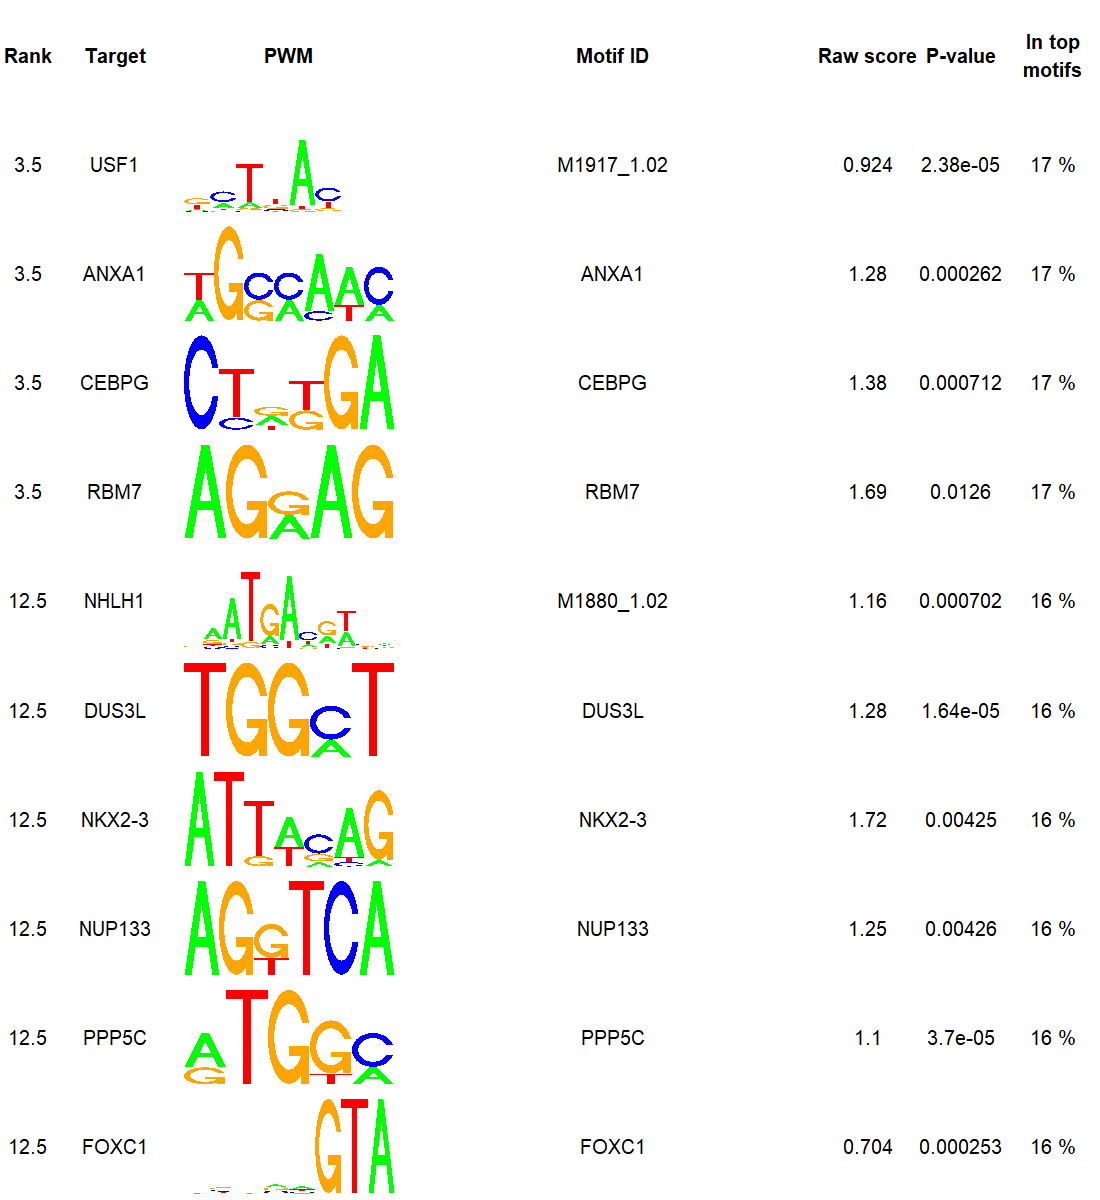 Rank Target PWM Motif ID Raw score P-value In top motifs
3.5 USF1 M1917_1.02 0.924 2.38e-05 17 %
3.5 ANXA1 ANXA1 1.28 0.000262 17 %
3.5 CEBPG CEBPG 1.38 0.000712 17 %
3.5 RBM7 RBM7 1.69 0.0126 17 %
12.5 NHLH1 M1880_1.02 1.16 0.000702 16 %
12.5 DUS3L DUS3L 1.28 1.64e-05 16 %
12.5 NKX2-3 NKX2-3 1.72 0.00425 16 %
12.5 NUP133 NUP133 1.25 0.00426 16 %
12.5 PPP5C PPP5C 1.1 3.7e-05 16 %
12.5 FOXC1 FOXC1 0.704 0.000253 16 %